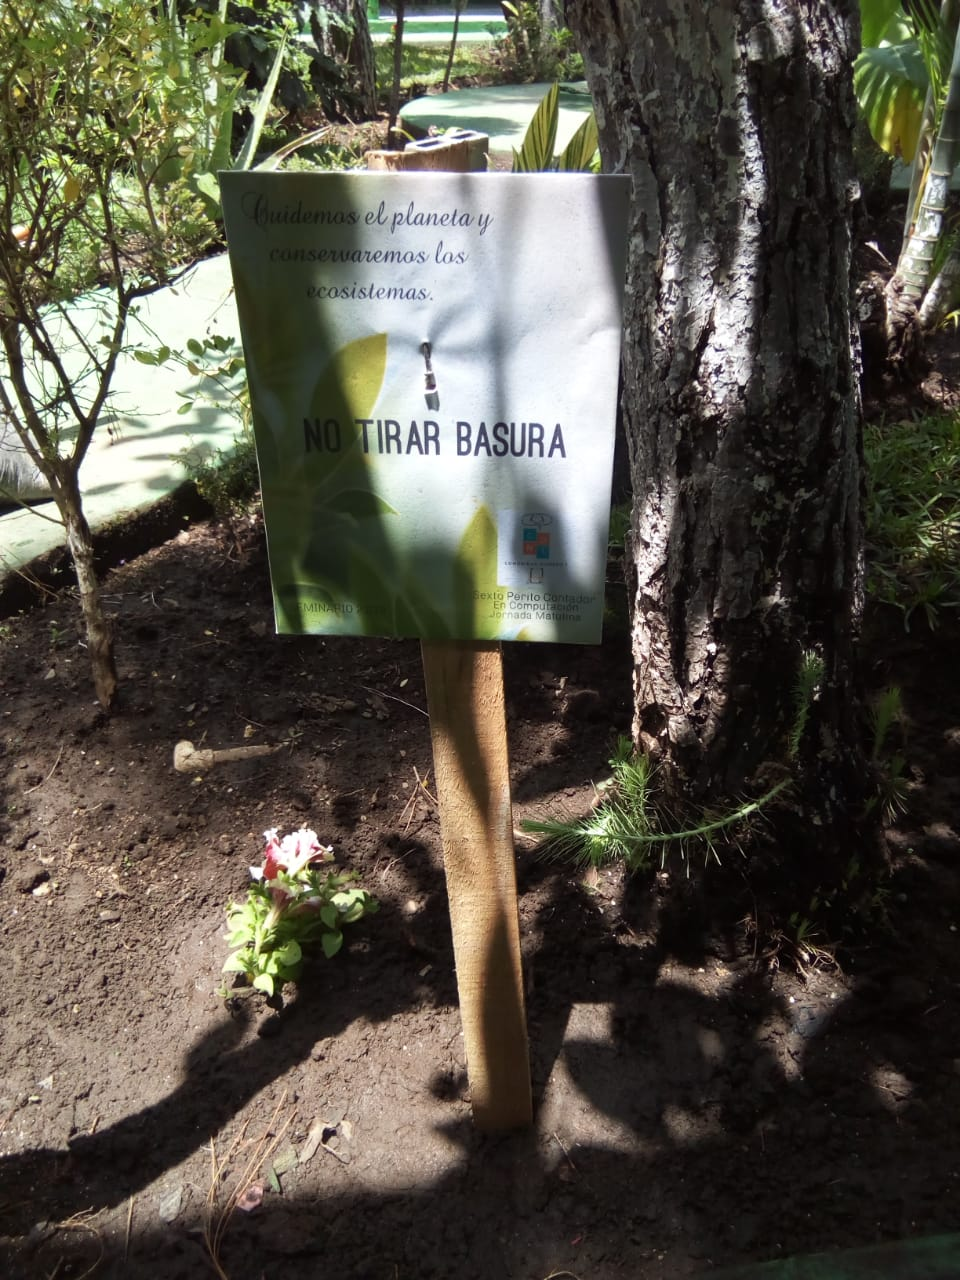 Cuidemos el planeta y
conservaremos los
ecosistemas.
NO TIRAR BASURA
Sexto Perito Contador
En Computación
Jornada Matutina